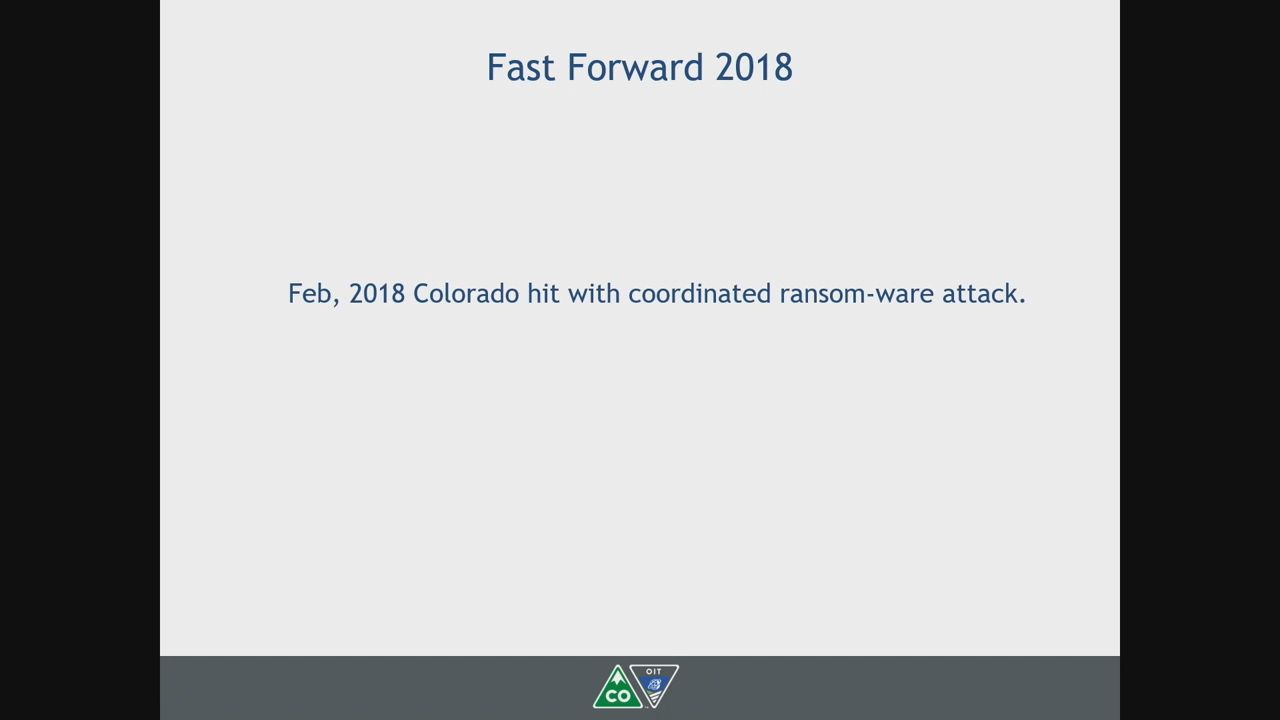 Fast Forward 2018
Feb, 2018 Colorado hit with coordinated ransom-ware attack.
CO
OIT